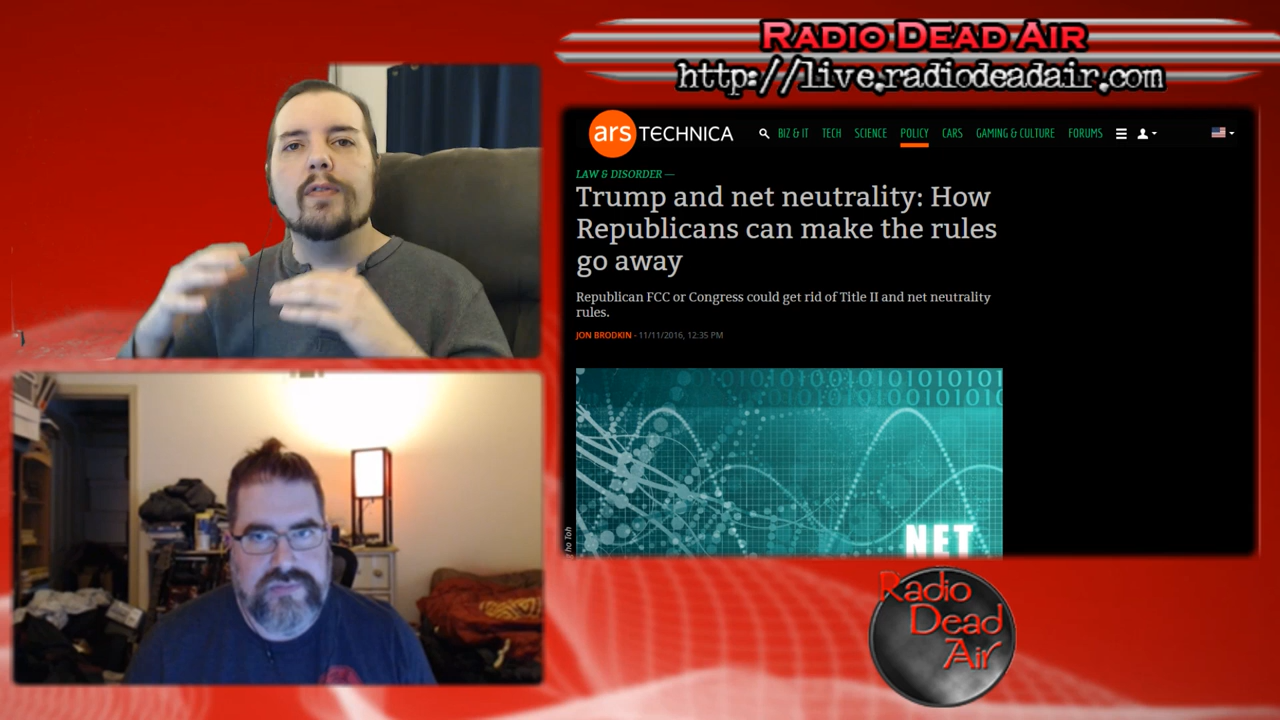 RADIO DEAD AIR
http://live.radiodeadair.com
ars TECHNICA
BIZ & IT TECH SCIENCE POLICY CARS GAMING & CULTURE FORUMS
LAW & DISORDER —
Trump and net neutrality: How
Republicans can make the rules
go away
Republican FCC or Congress could get rid of Title II and net neutrality
rules.
JON BRODKIN - 11/11/2016, 12:35 PM
NET
Radio
Dead
Air